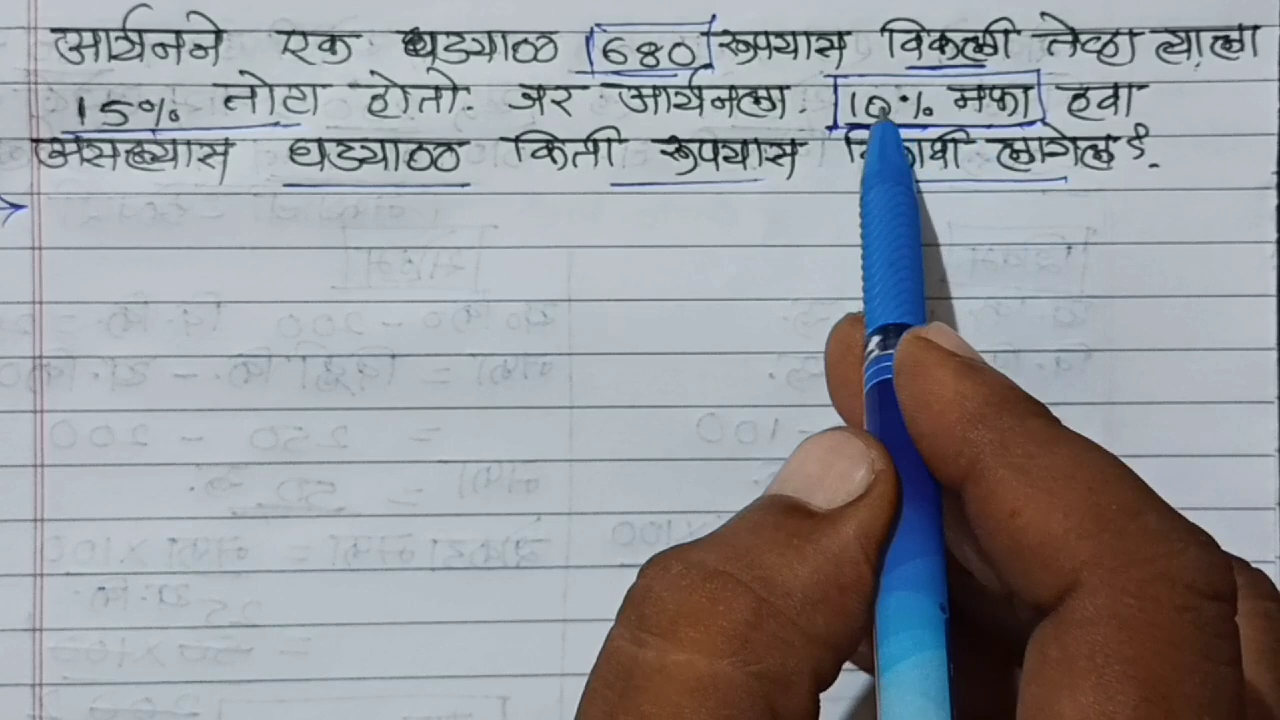 आर्यनने एक घड्याळ 680 रूपयास विकली तेव्हा त्याला
15% तोटा होतो. जर आर्यनला 10% नफा हवा
असल्यास घड्याळ किती रूपयास विकावी लागेल?